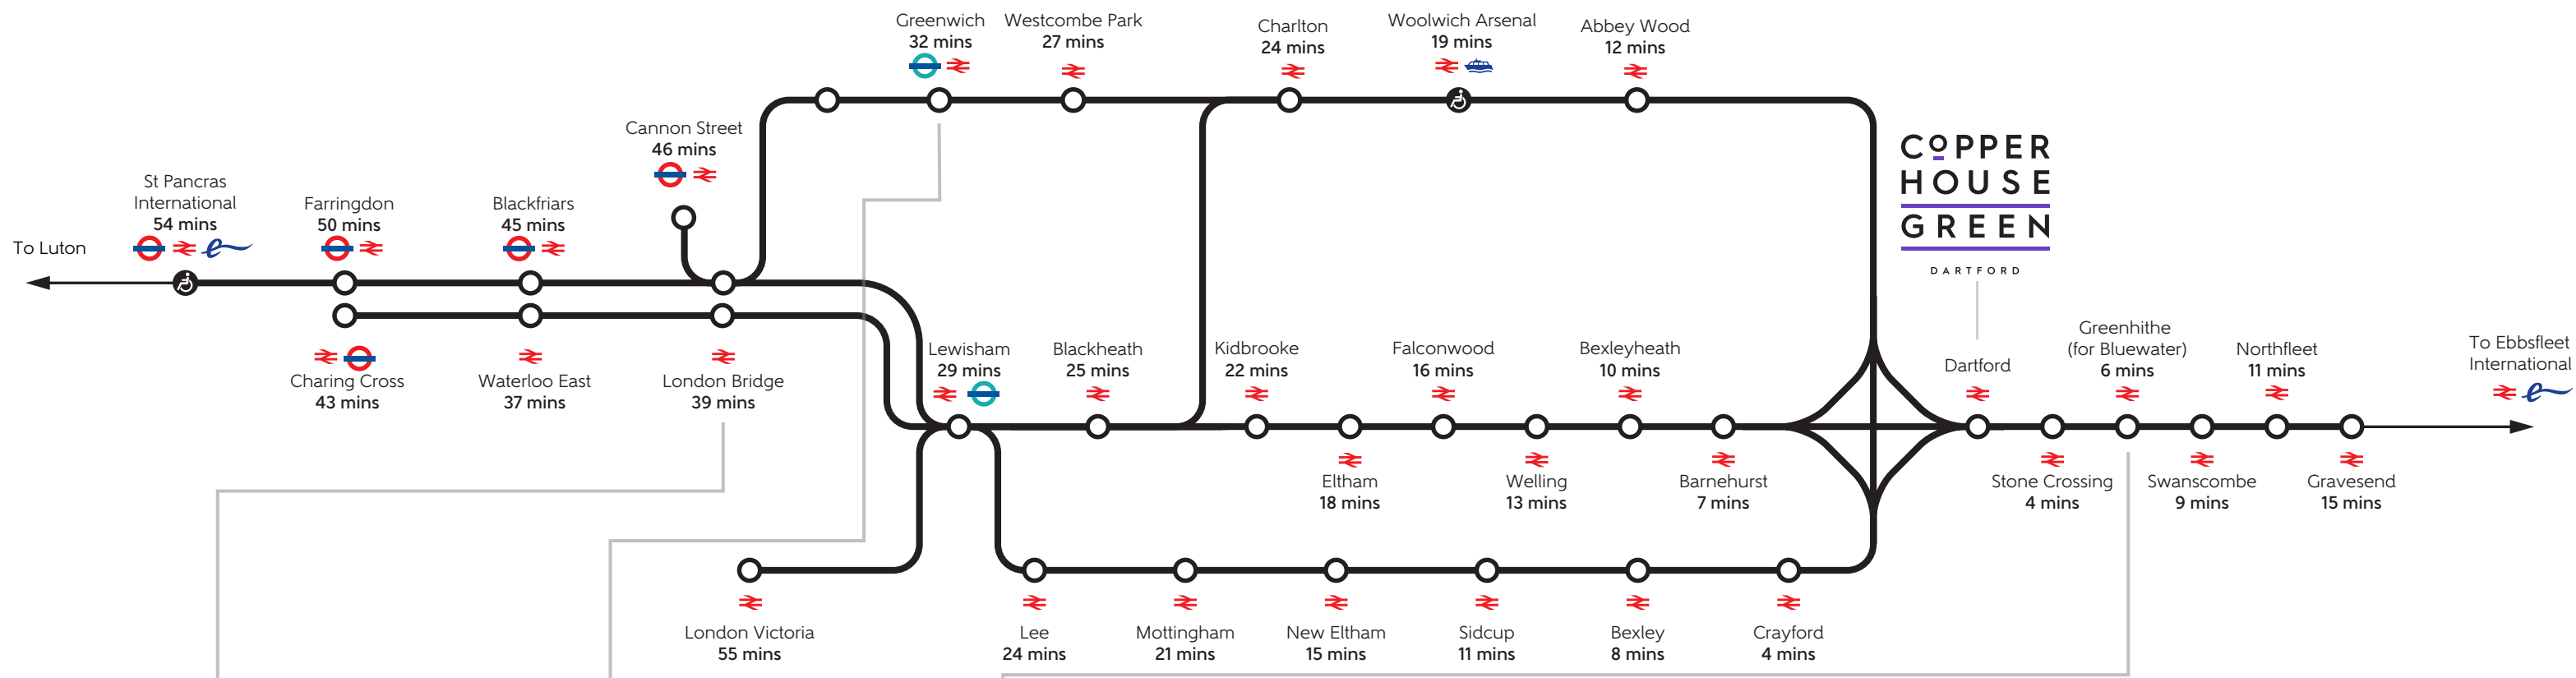 Greenwich
32 mins
Westcombe Park
27 mins
Charlton
24 mins
Woolwich Arsenal
19 mins
Abbey Wood
12 mins
Cannon Street
46 mins
COPPER
HOUSE
GREEN
DARTFORD
St Pancras
International
54 mins
Farringdon
50 mins
Blackfriars
45 mins
To Luton
Charing Cross
43 mins
Waterloo East
37 mins
London Bridge
39 mins
Lewisham
29 mins
Blackheath
25 mins
Kidbrooke
22 mins
Falconwood
16 mins
Bexleyheath
10 mins
Dartford
Greenhithe
(for Bluewater)
6 mins
Northfleet
11 mins
To Ebbsfleet
International
Eltham
18 mins
Welling
13 mins
Barnehurst
7 mins
Stone Crossing
4 mins
Swanscombe
9 mins
Gravesend
15 mins
London Victoria
55 mins
Lee
24 mins
Mottingham
21 mins
New Eltham
15 mins
Sidcup
11 mins
Bexley
8 mins
Crayford
4 mins